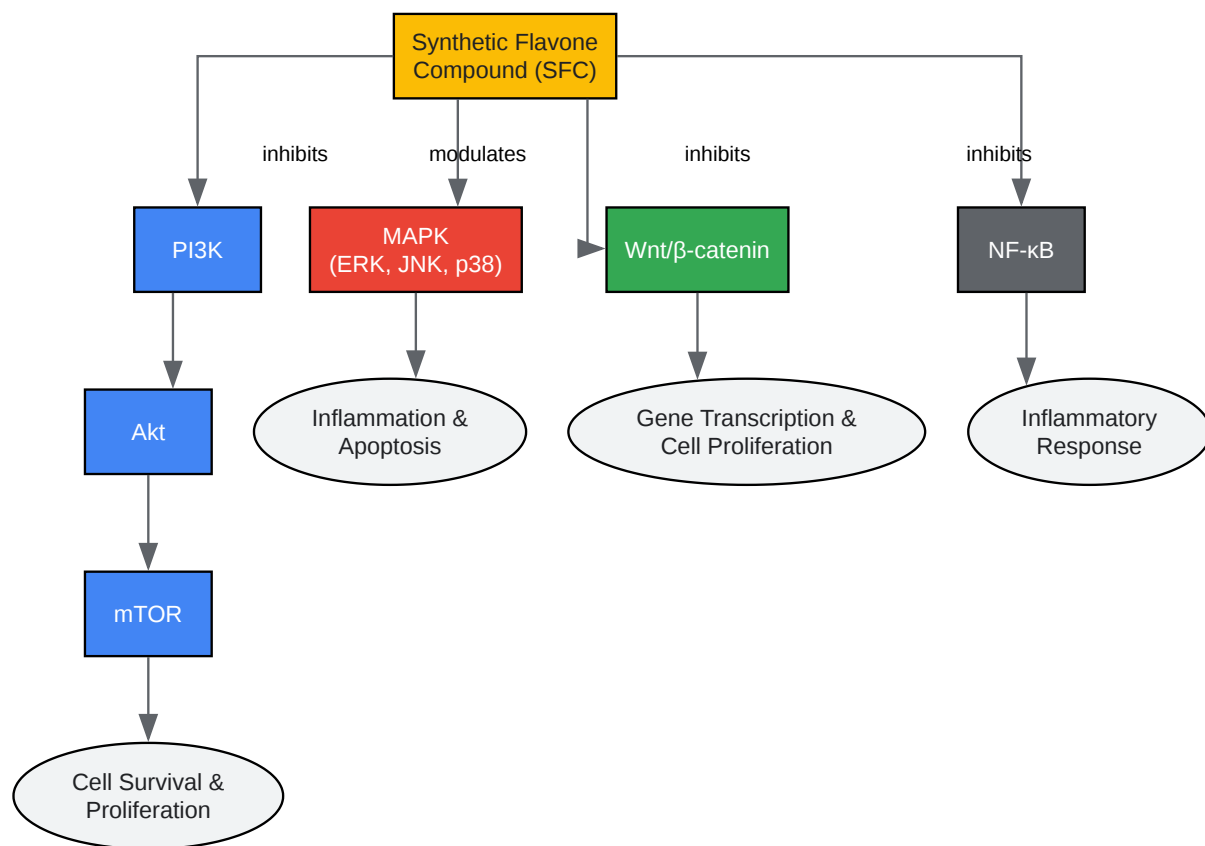 Synthetic Flavone
Compound (SFC)
inhibits
modulates
inhibits
inhibits
PI3K
MAPK
(ERK, JNK, p38)
Wnt/β-catenin
NF-κB
Akt
Inflammation &
Apoptosis
Gene Transcription &
Cell Proliferation
Inflammatory
Response
mTOR
Cell Survival &
Proliferation